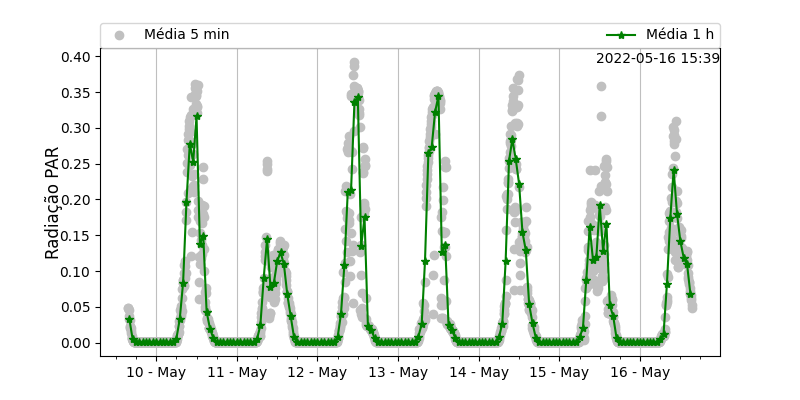 Média 5 min
Média 1 h
2022-05-16 15:39
Radiação PAR
0.40
0.35
0.30
0.25
0.20
0.15
0.10
0.05
0.00
10 - May
11 - May
12 - May
13 - May
14 - May
15 - May
16 - May